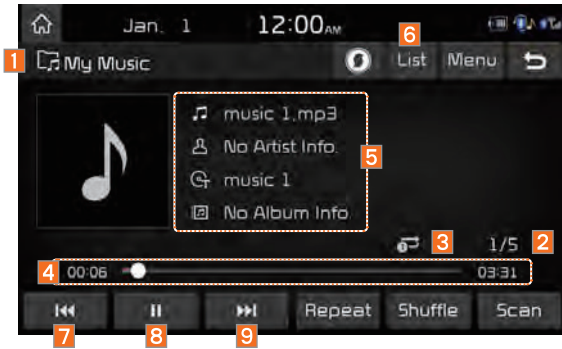 Jan. 1 12:00AM
6
1 My Music List Menu
music 1.mp3
No Artist Info.
5
music 1
No Album Info
3 1/5 2
4 00:06 03:31
Repeat Shuffle Scan
7 8 9